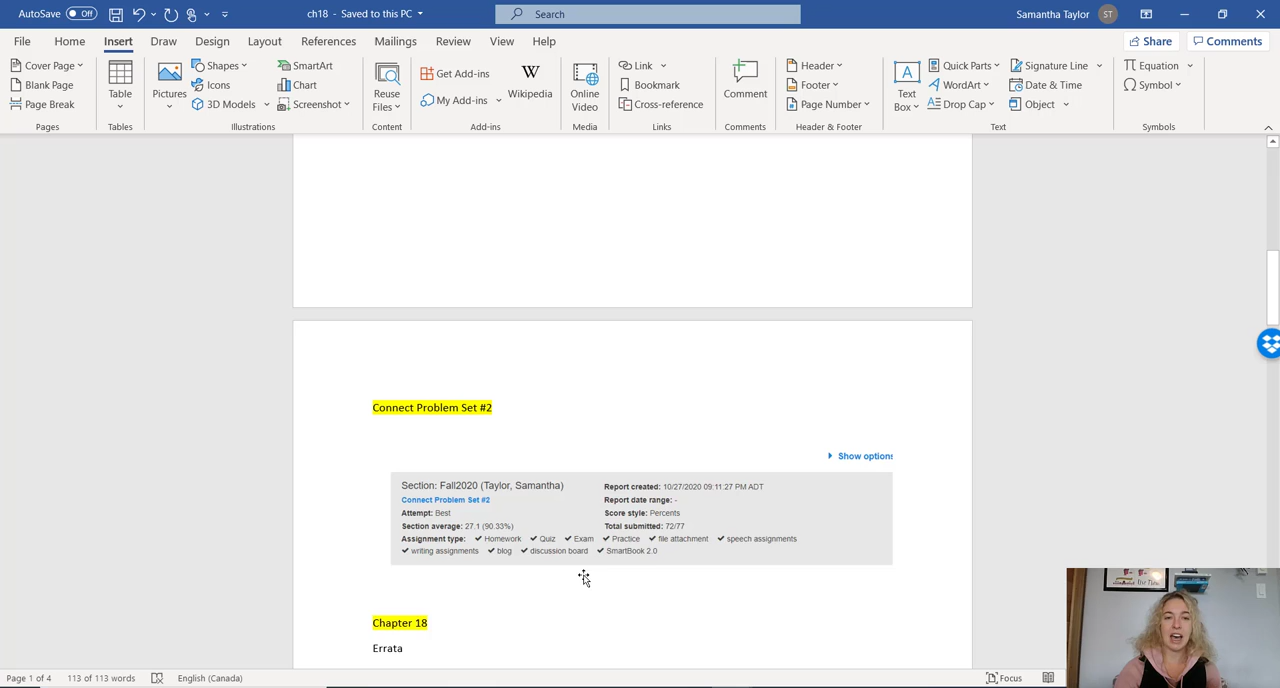 AutoSave Off ch18 - Saved to this PC Search Samantha Taylor ST
File Home Insert Draw Design Layout References Mailings Review View Help Share Comments
Cover Page
Blank Page
Page Break
Pages
Table
Tables
Pictures
Shapes
Icons
3D Models
SmartArt
Chart
Screenshot
Illustrations
Reuse
Files
Content
Get Add-ins
My Add-ins
Wikipedia
Add-ins
Online
Video
Media
Link
Bookmark
Cross-reference
Links
Comment
Comments
Header
Footer
Page Number
Header & Footer
Text
Box
Quick Parts
WordArt
Drop Cap
Signature Line
Date & Time
Object
Text
Equation
Symbol
Symbols
Connect Problem Set #2
Show options
Section: Fall2020 (Taylor, Samantha)
Connect Problem Set #2
Attempt: Best
Section average: 27.1 (90.33%)
Report created: 10/27/2020 09:11:27 PM ADT
Report date range: -
Score style: Percents
Total submitted: 72/77
Assignment type: ✔ Homework ✔ Quiz ✔ Exam ✔ Practice ✔ file attachment ✔ speech assignments
✔ writing assignments ✔ blog ✔ discussion board ✔ SmartBook 2.0
Chapter 18
Errata
Page 1 of 4 113 of 113 words English (Canada) Focus